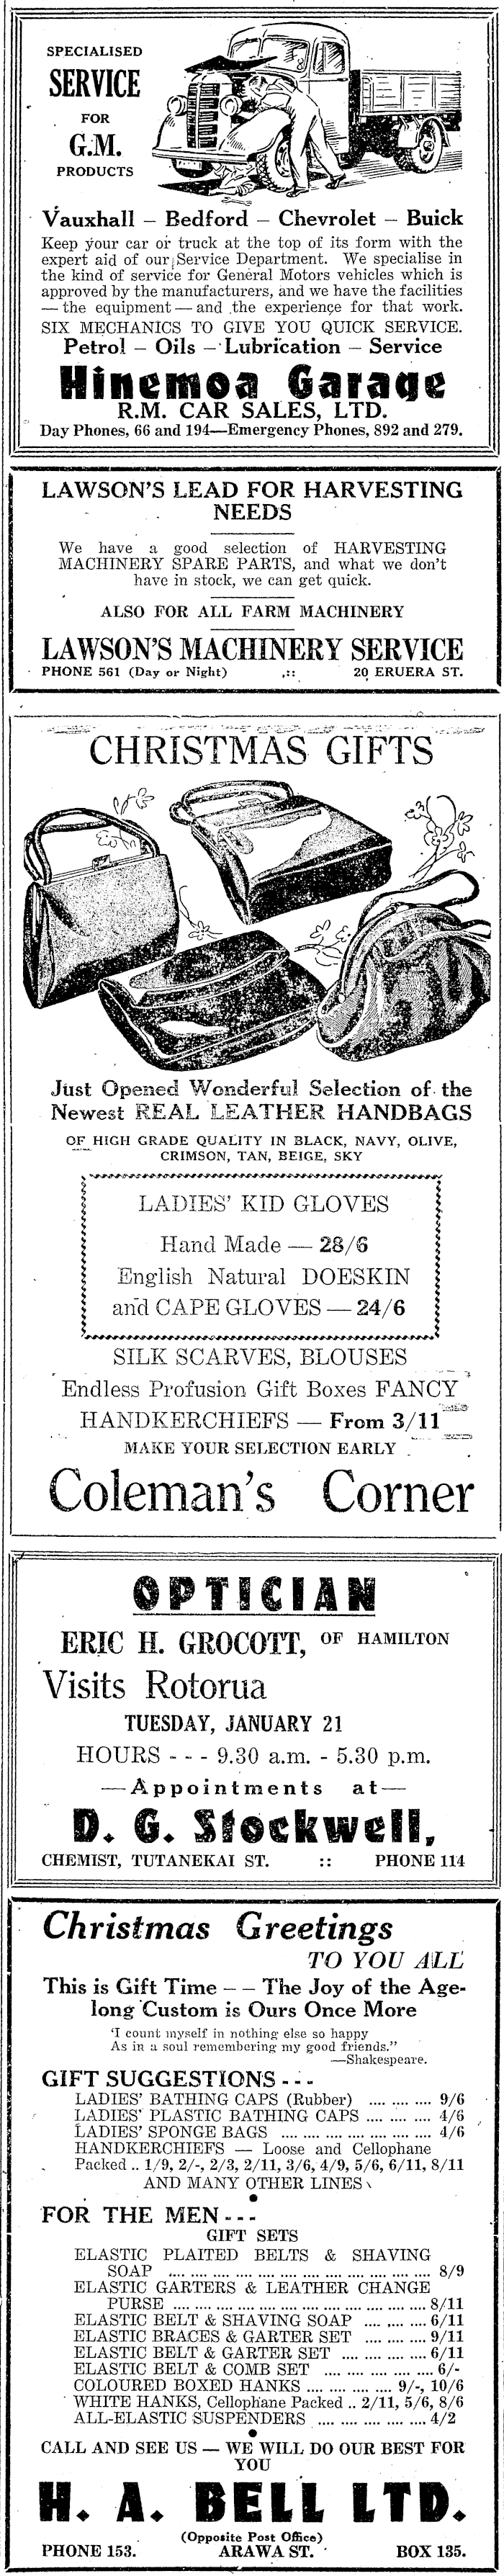 SPECIALISED
SERVICE
FOR
G.M.
PRODUCTS
Vauxhall – Bedford – Chevrolet – Buick
Keep your car or truck at the top of its form with the
expert aid of our Service Department. We specialise in
the kind of service for General Motors vehicles which is
approved by the manufacturers, and we have the facilities
— the equipment — and the experience for that work.
SIX MECHANICS TO GIVE YOU QUICK SERVICE.
Petrol – Oils – Lubrication – Service
Hinemoa Garage
R.M. CAR SALES, LTD.
Day Phones, 66 and 194—Emergency Phones, 892 and 279.
LAWSON'S LEAD FOR HARVESTING
NEEDS
We have a good selection of HARVESTING
MACHINERY SPARE PARTS, and what we don't
have in stock, we can get quick.
ALSO FOR ALL FARM MACHINERY
LAWSON'S MACHINERY SERVICE
PHONE 561 (Day or Night) :: 20 ERUERA ST.
CHRISTMAS GIFTS
Just Opened Wonderful Selection of the
Newest REAL LEATHER HANDBAGS
OF HIGH GRADE QUALITY IN BLACK, NAVY, OLIVE,
CRIMSON, TAN, BEIGE, SKY
LADIES' KID GLOVES
Hand Made — 28/6
English Natural DOESKIN
and CAPE GLOVES — 24/6
SILK SCARVES, BLOUSES
Endless Profusion Gift Boxes FANCY
HANDKERCHIEFS — From 3/11
MAKE YOUR SELECTION EARLY
Coleman's Corner
OPTICIAN
ERIC H. GROCOTT, OF HAMILTON
Visits Rotorua
TUESDAY, JANUARY 21
HOURS - - - 9.30 a.m. - 5.30 p.m.
—Appointments at—
D. G. Stockwell,
CHEMIST, TUTANEKAI ST. :: PHONE 114
Christmas Greetings
TO YOU ALL
This is Gift Time – – The Joy of the Age-
long Custom is Ours Once More
'I count myself in nothing else so happy
As in a soul remembering my good friends."
—Shakespeare.
GIFT SUGGESTIONS - - -
LADIES' BATHING CAPS (Rubber) .... .... .... 9/6
LADIES' PLASTIC BATHING CAPS .... .... .... 4/6
LADIES' SPONGE BAGS .... .... .... .... .... .... 4/6
HANDKERCHIEFS — Loose and Cellophane
Packed .. 1/9, 2/-, 2/3, 2/11, 3/6, 4/9, 5/6, 6/11, 8/11
AND MANY OTHER LINES
FOR THE MEN - - -
GIFT SETS
ELASTIC PLAITED BELTS & SHAVING
SOAP .... .... .... .... .... .... .... .... .... .... 8/9
ELASTIC GARTERS & LEATHER CHANGE
PURSE .... .... .... .... .... .... .... .... .... 8/11
ELASTIC BELT & SHAVING SOAP .... .... .... 6/11
ELASTIC BRACES & GARTER SET .... .... .... 9/11
ELASTIC BELT & GARTER SET .... .... .... .... 6/11
ELASTIC BELT & COMB SET .... .... .... .... .... 6/-
COLOURED BOXED HANKS .... .... .... .... 9/-, 10/6
WHITE HANKS, Cellophane Packed .. 2/11, 5/6, 8/6
ALL-ELASTIC SUSPENDERS .... .... .... .... .... 4/2
CALL AND SEE US — WE WILL DO OUR BEST FOR
YOU
H. A. BELL LTD.
(Opposite Post Office)
PHONE 153. ARAWA ST. BOX 135.